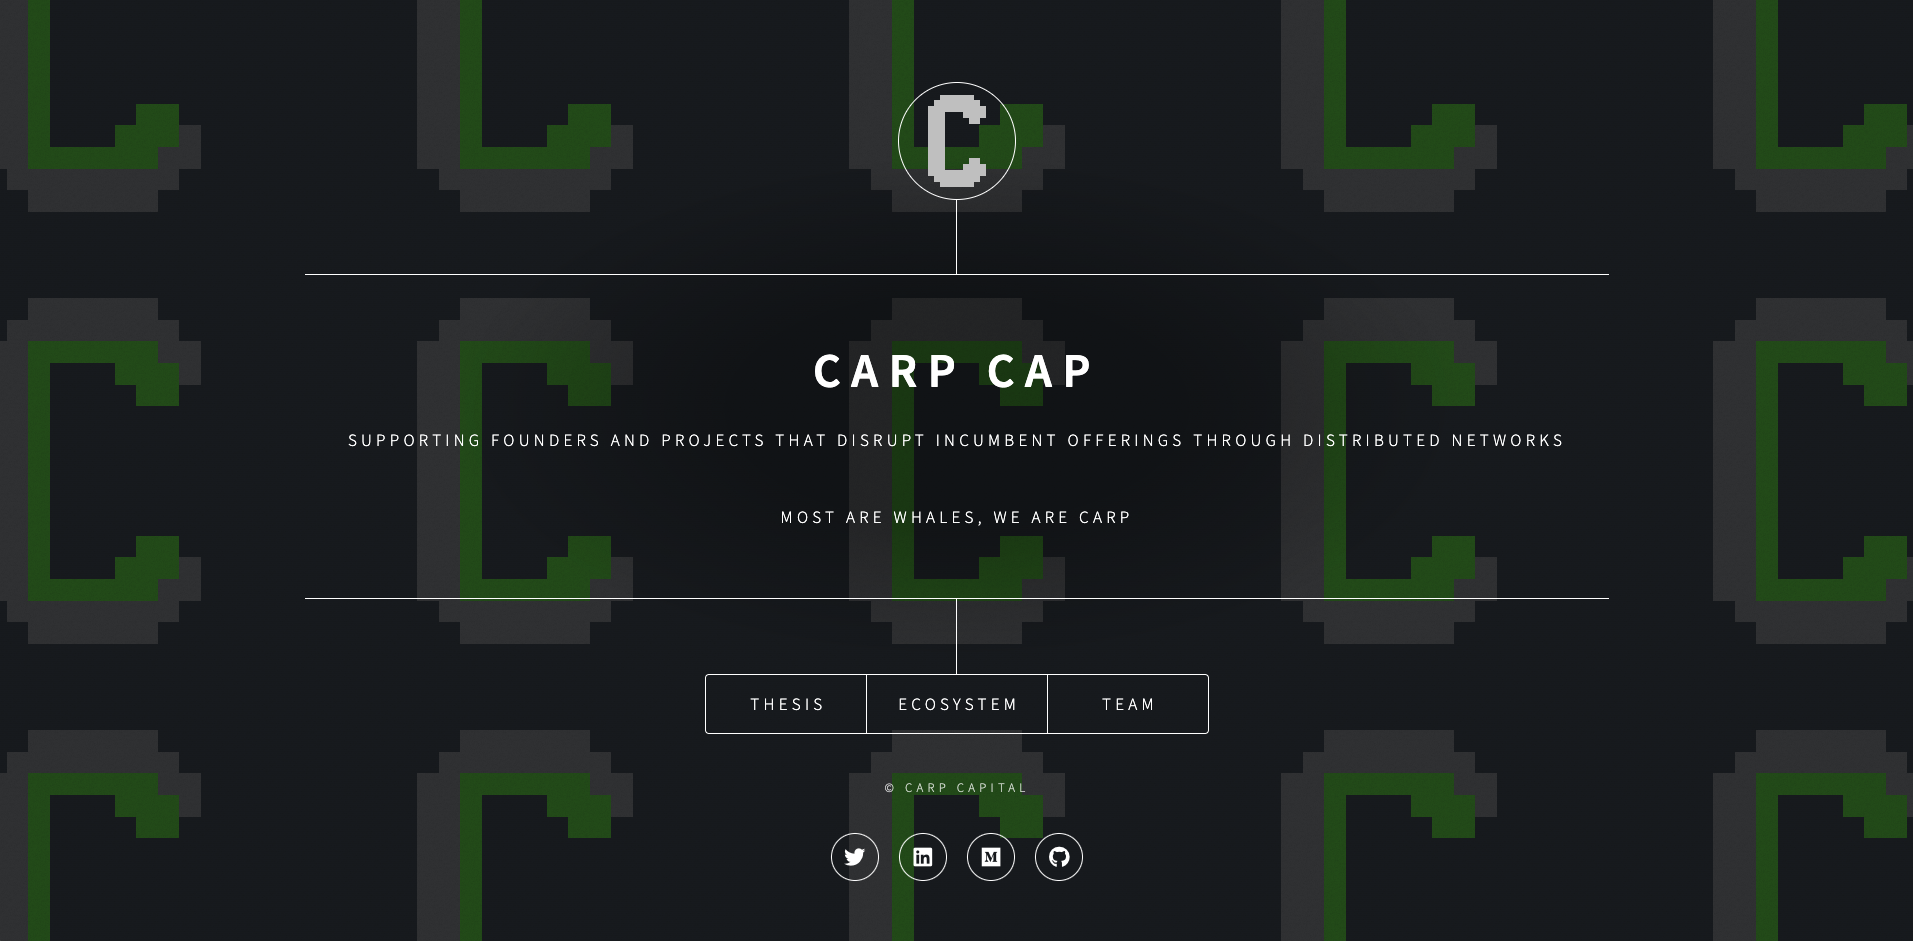 C
CARP CAP
SUPPORTING FOUNDERS AND PROJECTS THAT DISRUPT INCUMBENT OFFERINGS THROUGH DISTRIBUTED NETWORKS
MOST ARE WHALES, WE ARE CARP
THESIS ECOSYSTEM TEAM
© CARP CAPITAL